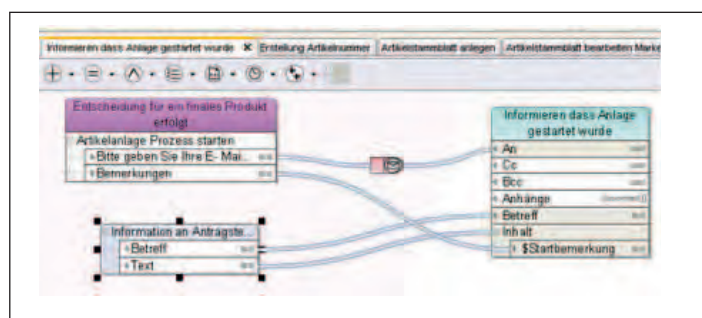 Informieren dass Anlage gestartet wurde
Erstellung Artikelnummer
Artikelstammblatt anlegen
Artikelstammblatt bearbeiten Marke
Entscheidung für ein finales Produkt
erfolgt
Artikelanlage Prozess starten
Bitte geben Sie Ihre E- Mai...
Bemerkungen
Information an Antragste...
Betreff
Text
Informieren dass Anlage
gestartet wurde
An
Cc
Bcc
Anhänge
Betreff
Inhalt
$Startbemerkung